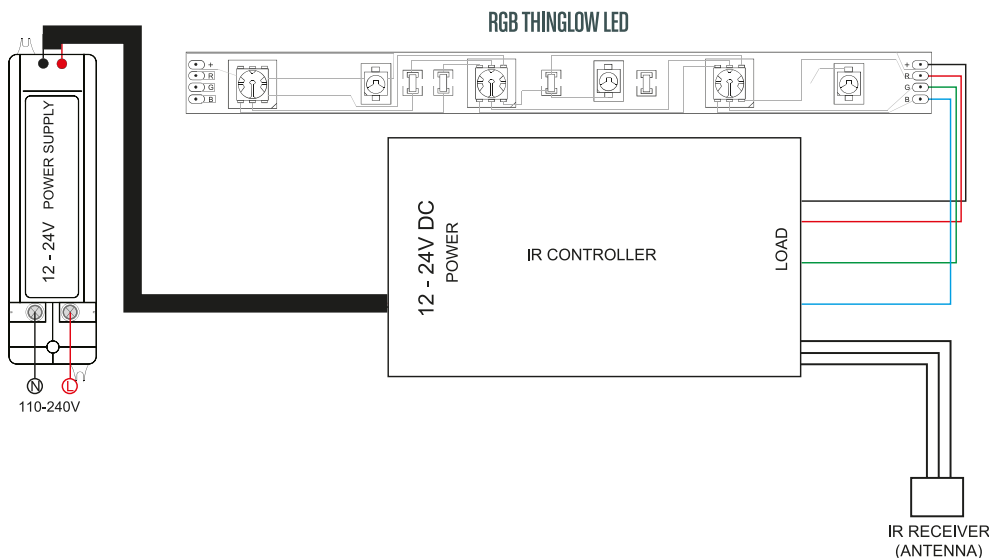 RGB THINGLOW LED
+
R
G
B
+
R
G
B
12 - 24V POWER SUPPLY
N
L
110-240V
12 - 24V DC
POWER
IR CONTROLLER
LOAD
IR RECEIVER
(ANTENNA)